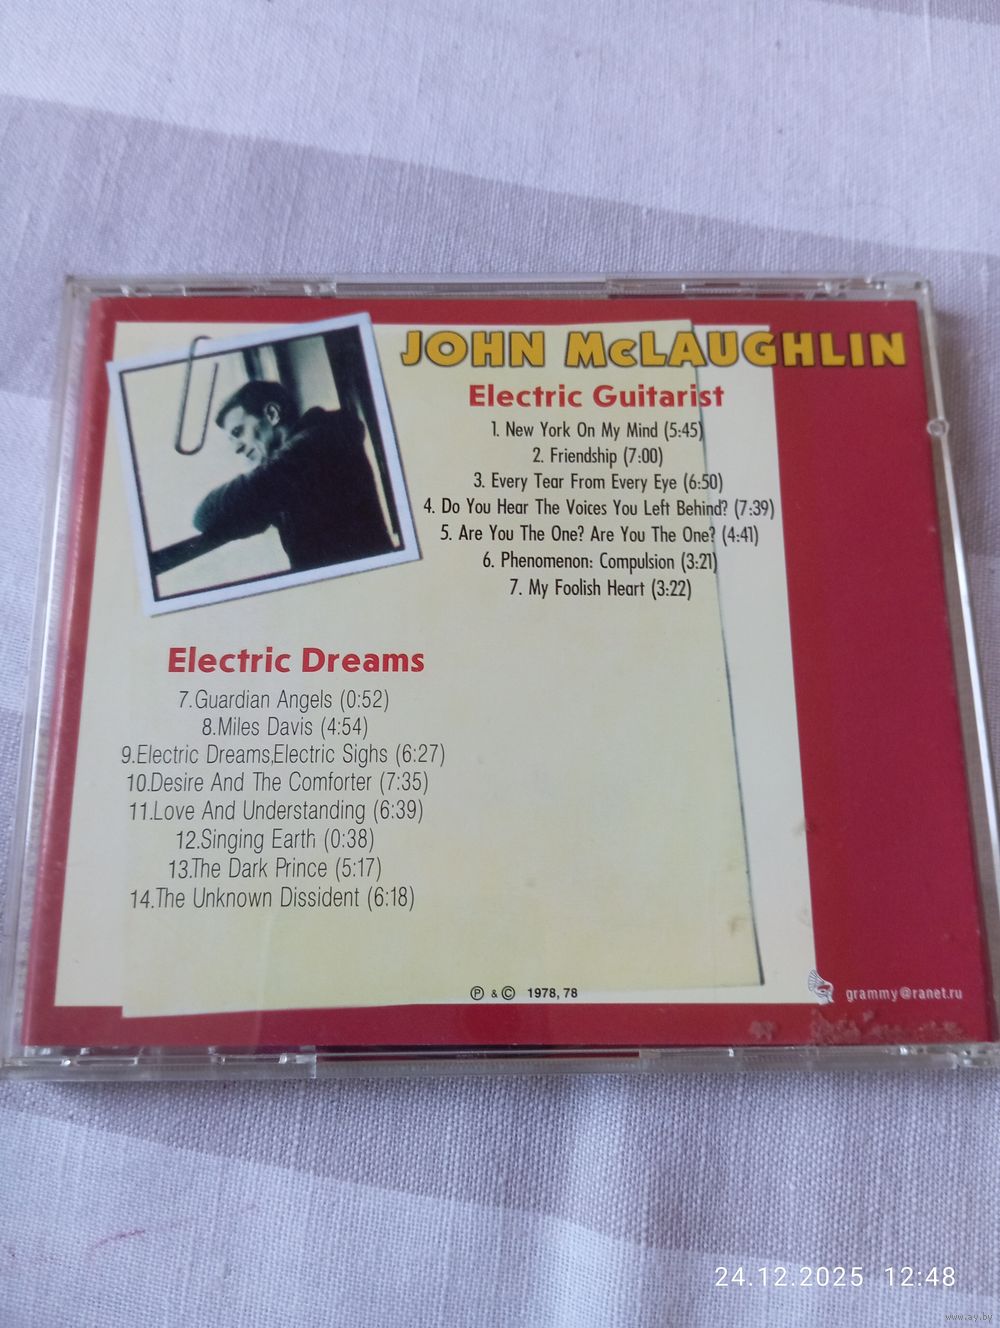 JOHN McLAUGHLIN
Electric Guitarist
1. New York On My Mind (5:45)
2. Friendship (7:00)
3. Every Tear From Every Eye (6:50)
4. Do You Hear The Voices You Left Behind? (7:39)
5. Are You The One? Are You The One? (4:41)
6. Phenomenon: Compulsion (3:21)
7. My Foolish Heart (3:22)
Electric Dreams
7.Guardian Angels (0:52)
8.Miles Davis (4:54)
9.Electric Dreams,Electric Sighs (6:27)
10.Desire And The Comforter (7:35)
11.Love And Understanding (6:39)
12.Singing Earth (0:38)
13.The Dark Prince (5:17)
14.The Unknown Dissident (6:18)
℗ & © 1978, 78
grammy@ranet.ru
24.12.2025 12:48
www.ay.by